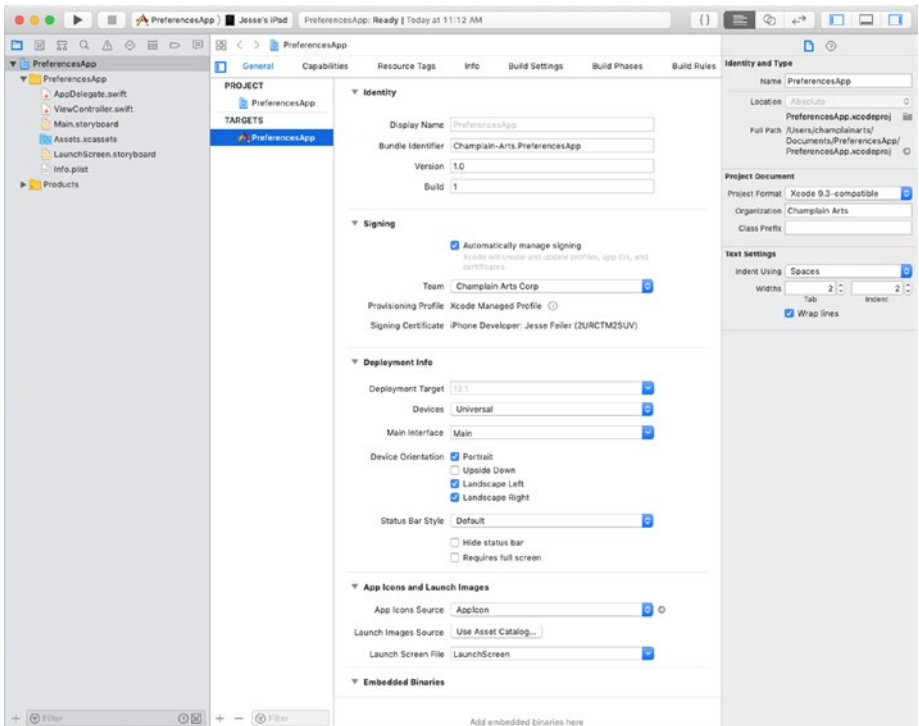 PreferencesApp
Jesse's iPad
PreferencesApp: Ready | Today at 11:12 AM
{}
PreferencesApp
PreferencesApp
AppDelegate.swift
ViewController.swift
Main.storyboard
Assets.xcassets
LaunchScreen.storyboard
Info.plist
Products
Filter
PreferencesApp
General
Capabilities
Resource Tags
Info
Build Settings
Build Phases
Build Rules
PROJECT
PreferencesApp
TARGETS
PreferencesApp
Filter
Identity
Display Name PreferencesApp
Bundle Identifier Champlain-Arts.PreferencesApp
Version 1.0
Build 1
Signing
Automatically manage signing
Xcode will create and update profiles, app IDs, and
certificates.
Team Champlain Arts Corp
Provisioning Profile Xcode Managed Profile
Signing Certificate iPhone Developer: Jesse Feiler (2URCTM2SUV)
Deployment Info
Deployment Target 12.1
Devices Universal
Main Interface Main
Device Orientation Portrait
Upside Down
Landscape Left
Landscape Right
Status Bar Style Default
Hide status bar
Requires full screen
App Icons and Launch Images
App Icons Source AppIcon
Launch Images Source Use Asset Catalog...
Launch Screen File LaunchScreen
Embedded Binaries
Add embedded binaries here
Identity and Type
Name PreferencesApp
Location Absolute
PreferencesApp.xcodeproj
Full Path /Users/champlainarts/
Documents/PreferencesApp/
PreferencesApp.xcodeproj
Project Document
Project Format Xcode 9.3-compatible
Organization Champlain Arts
Class Prefix
Text Settings
Indent Using Spaces
Widths 2 2
Tab Indent
Wrap lines